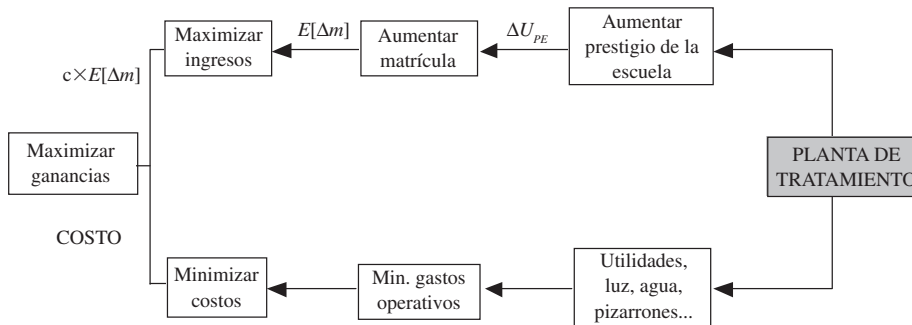 Maximizar
ingresos
E[Δm]
Aumentar
matrícula
ΔU_PE
Aumentar
prestigio de la
escuela
c×E[Δm]
Maximizar
ganancias
PLANTA DE
TRATAMIENTO
COSTO
Minimizar
costos
Min. gastos
operativos
Utilidades,
luz, agua,
pizarrones...